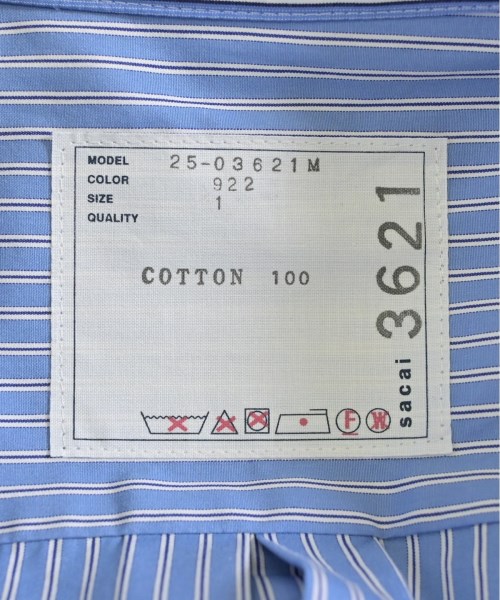 MODEL 25-03621M
COLOR 922
SIZE 1
QUALITY
COTTON 100
F W
sacai 3621